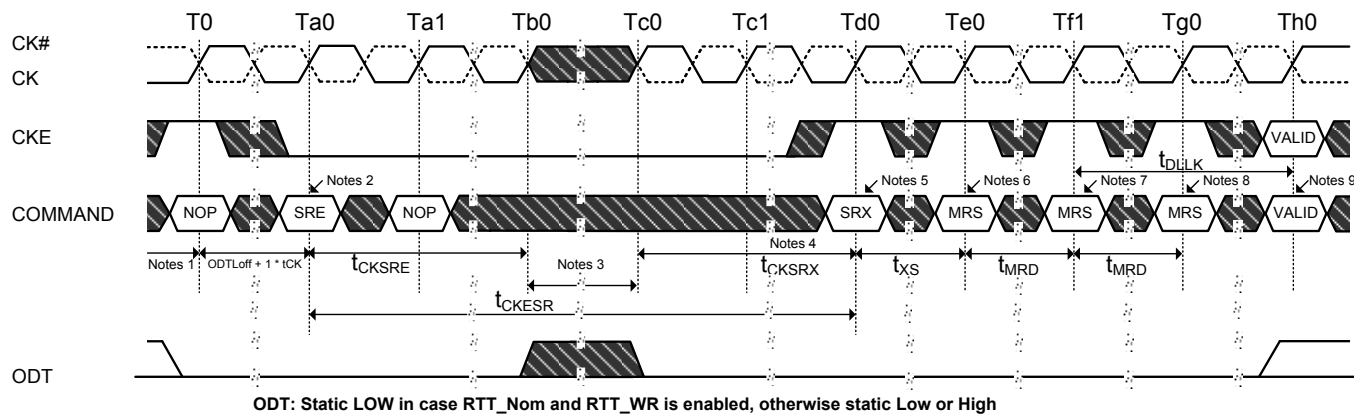 T0 Ta0 Ta1 Tb0 Tc0 Tc1 Td0 Te0 Tf1 Tg0 Th0
CK#
CK
CKE
VALID
tDLLK
Notes 2 Notes 5 Notes 6 Notes 7 Notes 8 Notes 9
COMMAND NOP SRE NOP SRX MRS MRS MRS VALID
Notes 1 ODTLoff + 1 * tCK tCKSRE Notes 3 Notes 4 tCKSRX tXS tMRD tMRD
tCKESR
ODT
ODT: Static LOW in case RTT_Nom and RTT_WR is enabled, otherwise static Low or High